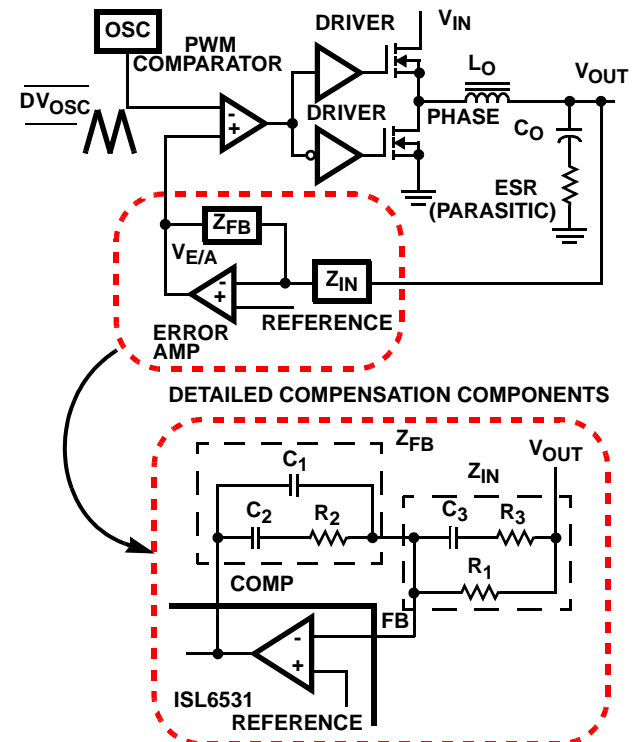 OSC
PWM
COMPARATOR
DRIVER
VIN
DVOSC
DRIVER
LO
VOUT
PHASE
CO
ESR
(PARASITIC)
-
+
ZFB
VE/A
-
+
ZIN
REFERENCE
ERROR
AMP
DETAILED COMPENSATION COMPONENTS
ZFB
VOUT
C1
ZIN
C2
R2
C3
R3
R1
COMP
FB
-
+
ISL6531
REFERENCE